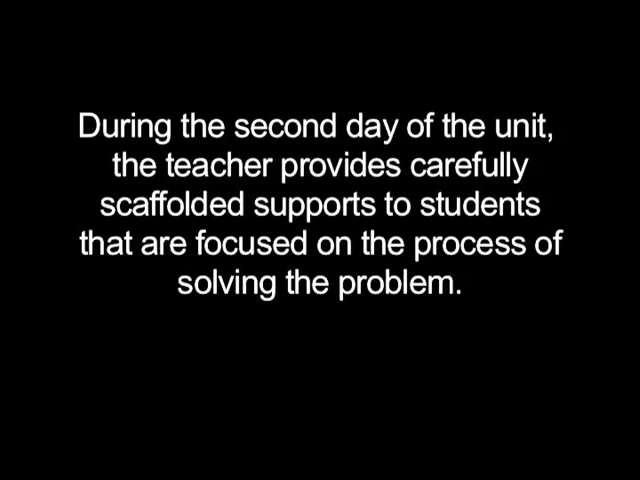 During the second day of the unit,
the teacher provides carefully
scaffolded supports to students
that are focused on the process of
solving the problem.